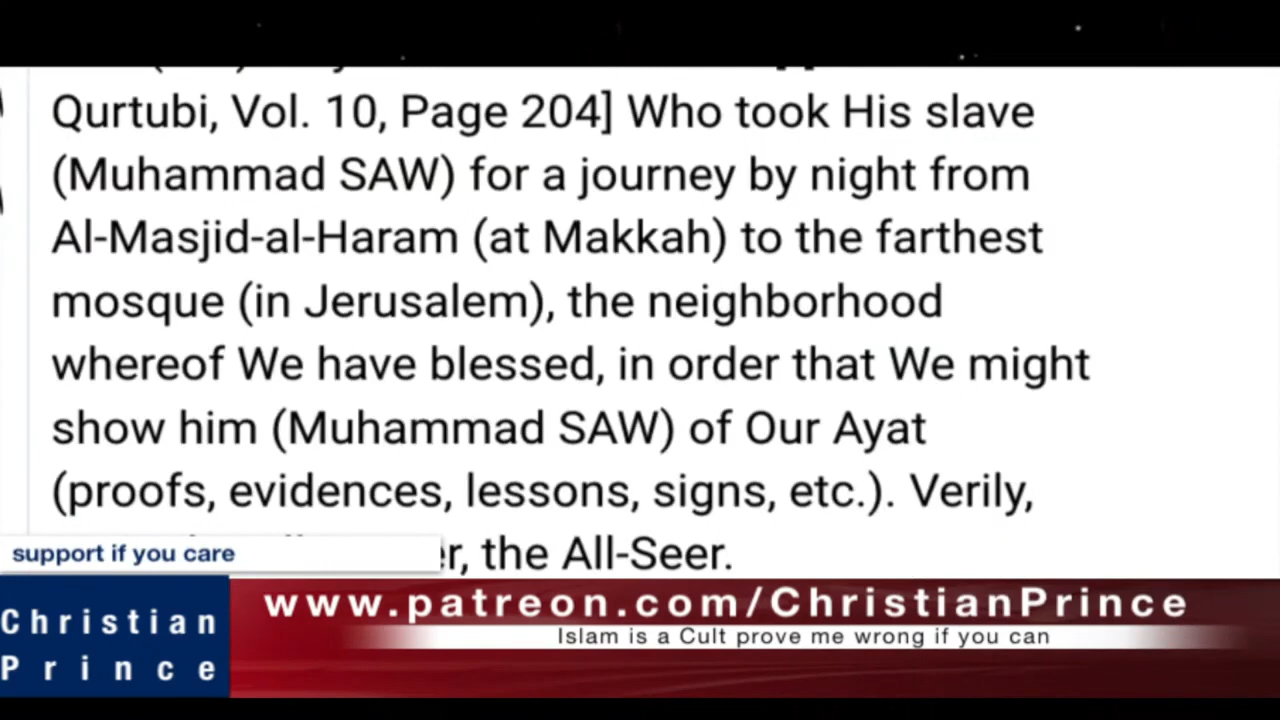 Qurtubi, Vol. 10, Page 204] Who took His slave
(Muhammad SAW) for a journey by night from
Al-Masjid-al-Haram (at Makkah) to the farthest
mosque (in Jerusalem), the neighborhood
whereof We have blessed, in order that We might
show him (Muhammad SAW) of Our Ayat
(proofs, evidences, lessons, signs, etc.). Verily,
the All-Seer.
support if you care
Christian
Prince
www.patreon.com/ChristianPrince
Islam is a Cult prove me wrong if you can